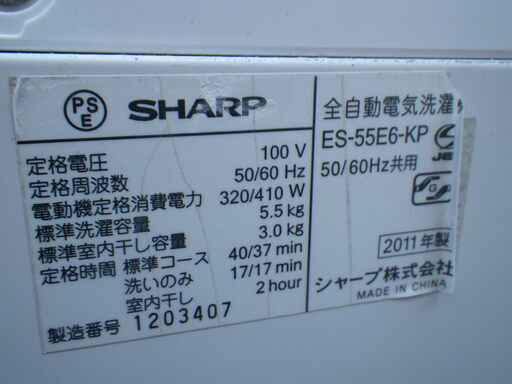 PS
E
SHARP
定格電圧 100 V
定格周波数 50/60 Hz
電動機定格消費電力 320/410 W
標準洗濯容量 5.5 kg
標準室内干し容量 3.0 kg
定格時間 標準コース 40/37 min
洗いのみ 17/17 min
室内干し 2 hour
製造番号 1203407
全自動電気洗濯
ES-55E6-KP
50/60Hz共用
JE
G
2011年製
シャープ株式会社
MADE IN CHINA